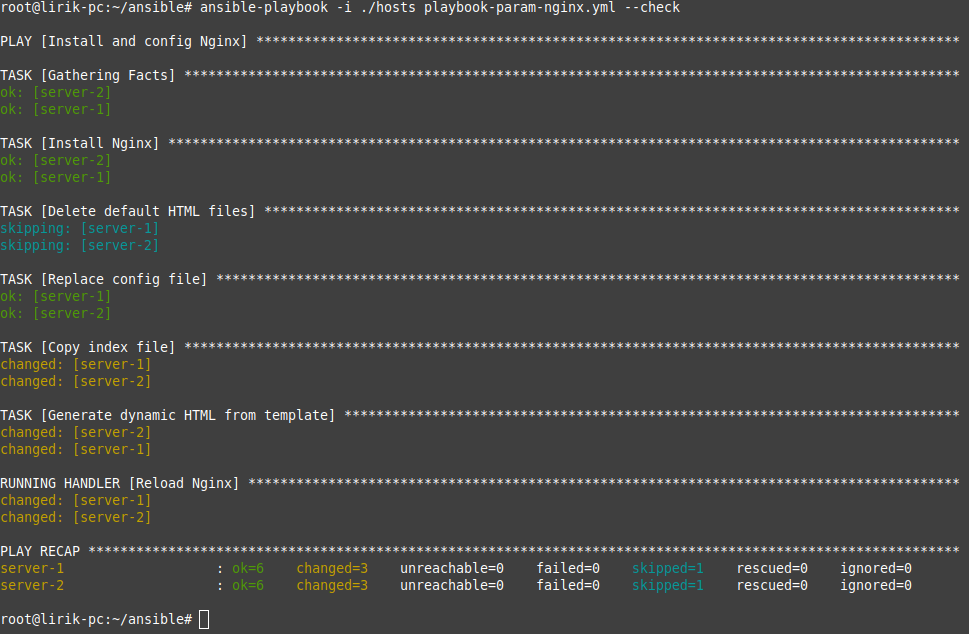 root@lirik-pc:~/ansible# ansible-playbook -i ./hosts playbook-param-nginx.yml --check
PLAY [Install and config Nginx] ****************************************************************************************
TASK [Gathering Facts] *************************************************************************************************
ok: [server-2]
ok: [server-1]
TASK [Install Nginx] ***************************************************************************************************
ok: [server-2]
ok: [server-1]
TASK [Delete default HTML files] ***************************************************************************************
skipping: [server-1]
skipping: [server-2]
TASK [Replace config file] *********************************************************************************************
ok: [server-1]
ok: [server-2]
TASK [Copy index file] *************************************************************************************************
changed: [server-1]
changed: [server-2]
TASK [Generate dynamic HTML from template] *****************************************************************************
changed: [server-2]
changed: [server-1]
RUNNING HANDLER [Reload Nginx] *****************************************************************************************
changed: [server-1]
changed: [server-2]
PLAY RECAP *************************************************************************************************************
server-1                   : ok=6    changed=3    unreachable=0    failed=0    skipped=1    rescued=0    ignored=0
server-2                   : ok=6    changed=3    unreachable=0    failed=0    skipped=1    rescued=0    ignored=0
root@lirik-pc:~/ansible#